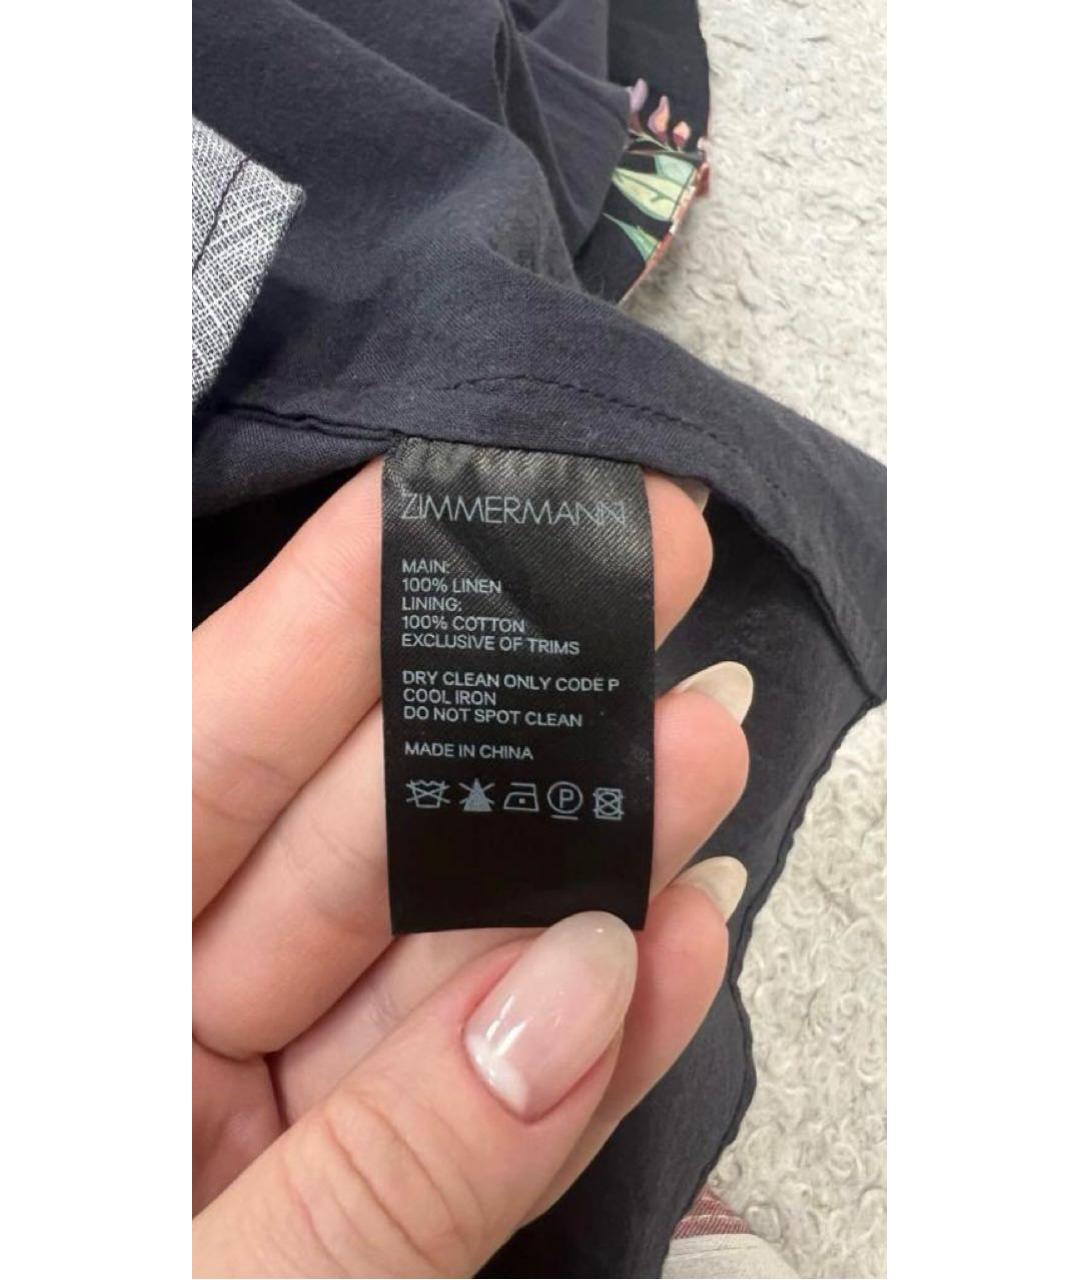 ZIMMERMANN
MAIN:
100% LINEN
LINING:
100% COTTON
EXCLUSIVE OF TRIMS
DRY CLEAN ONLY CODE P
COOL IRON
DO NOT SPOT CLEAN
MADE IN CHINA
P